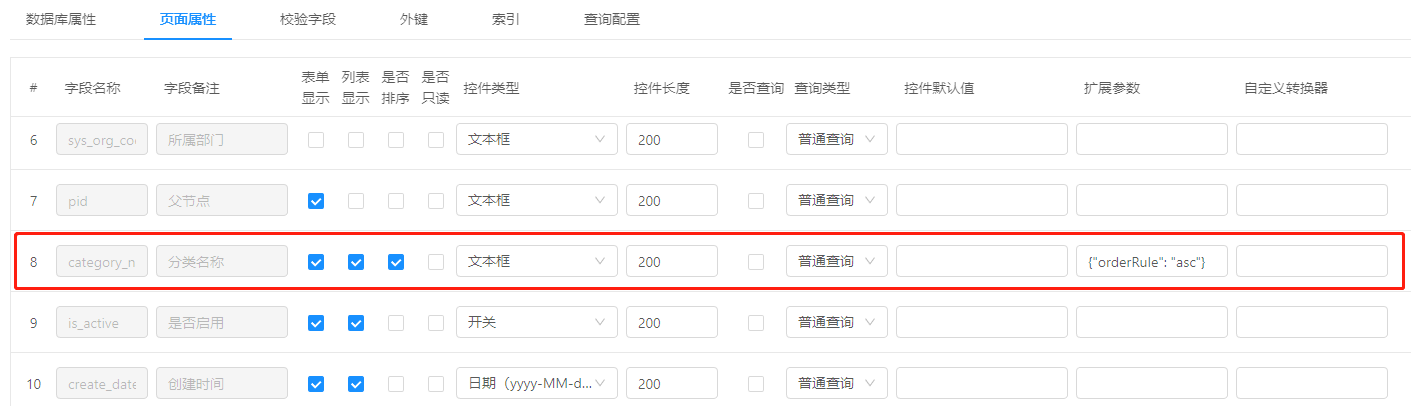 数据库属性 页面属性 校验字段 外键 索引 查询配置
# 字段名称 字段备注 表单显示 列表显示 是否排序 是否只读 控件类型 控件长度 是否查询 查询类型 控件默认值 扩展参数 自定义转换器
6 sys_org_co 所属部门 文本框 200 普通查询
7 pid 父节点 文本框 200 普通查询
8 category_n 分类名称 文本框 200 普通查询 {"orderRule": "asc"}
9 is_active 是否启用 开关 200 普通查询
10 create_date 创建时间 日期（yyyy-MM-d... 200 普通查询